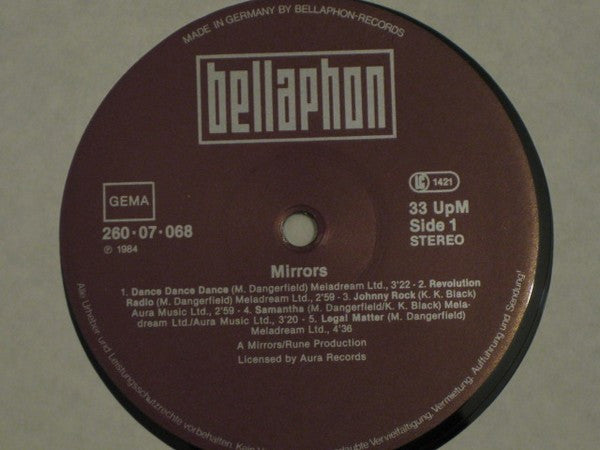 MADE IN GERMANY BY BELLAPHON-RECORDS
bellaphon
GEMA
LC 1421
260·07·068
33 UpM
Side 1
℗ 1984
STEREO
Mirrors
1. Dance Dance Dance (M. Dangerfield) Meladream Ltd., 3'22 - 2. Revolution
Radio (M. Dangerfield) Meladream Ltd., 2'59 - 3. Johnny Rock (K. K. Black)
Aura Music Ltd., 2'59 - 4. Samantha (M. Dangerfield/K. K. Black) Mela-
dream Ltd./Aura Music Ltd., 3'20 - 5. Legal Matter (M. Dangerfield)
Meladream Ltd., 4'36
A Mirrors/Rune Production
Licensed by Aura Records
Alle Urheber und Leistungsschutzrechte vorbehalten. Kein Vervielfältigung, Vermietung, Aufführung und Sendung!